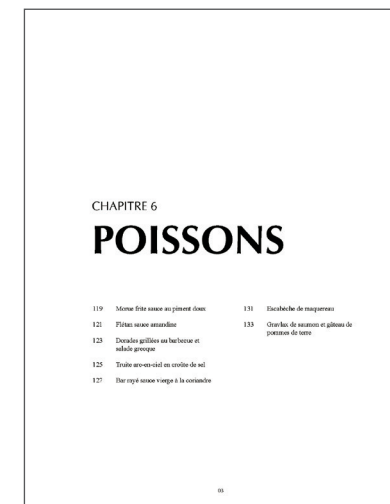 CHAPITRE 6
POISSONS
119 Morue frite sauce au piment doux
121 Flétan sauce amandine
123 Dorades grillées au barbecue et
salade grecque
125 Truite arc-en-ciel en croûte de sel
127 Bar rayé sauce vierge à la coriandre
131 Escabèche de maquereau
133 Gravlax de saumon et gâteau de
pommes de terre